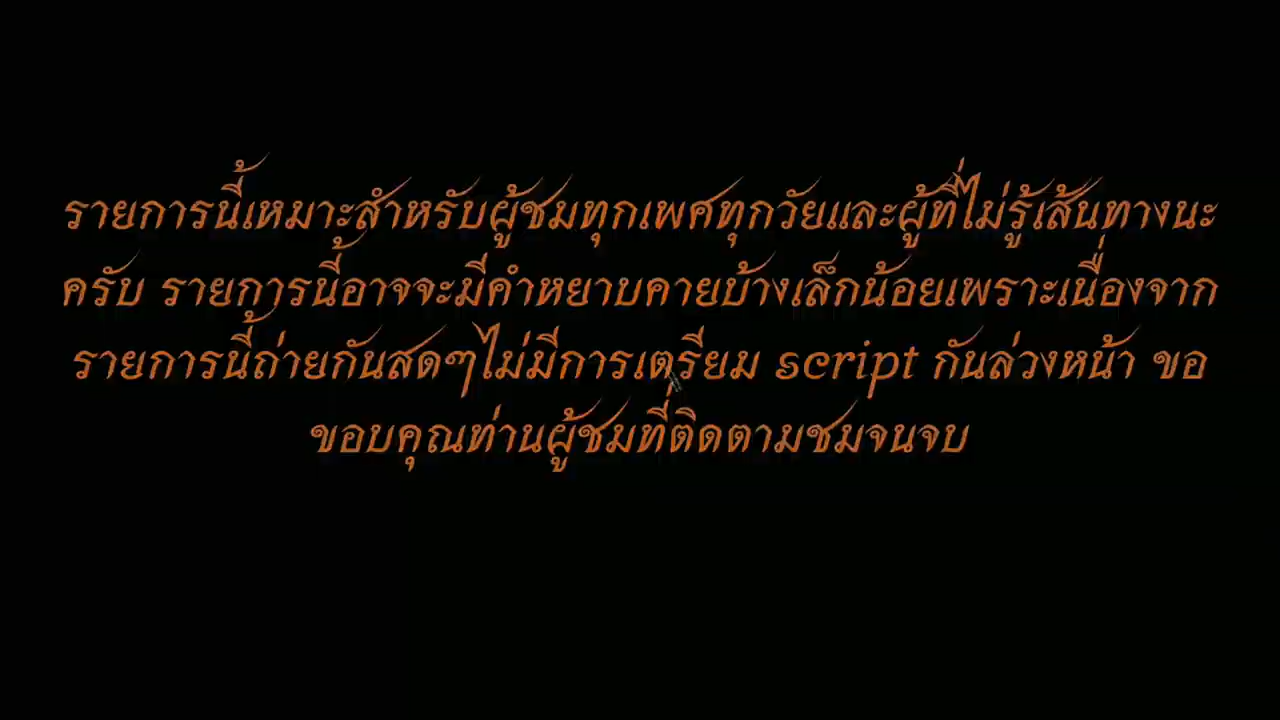 รายการนี้เหมาะสำหรับผู้ชมทุกเพศทุกวัยและผู้ที่ไม่รู้เส้นทางนะ
ครับ รายการนี้อาจจะมีคำหยาบคายบ้างเล็กน้อยเพราะเนื่องจาก
รายการนี้ถ่ายกันสดๆไม่มีการเตรียม script กันล่วงหน้า ขอ
ขอบคุณท่านผู้ชมที่ติดตามชมจนจบ